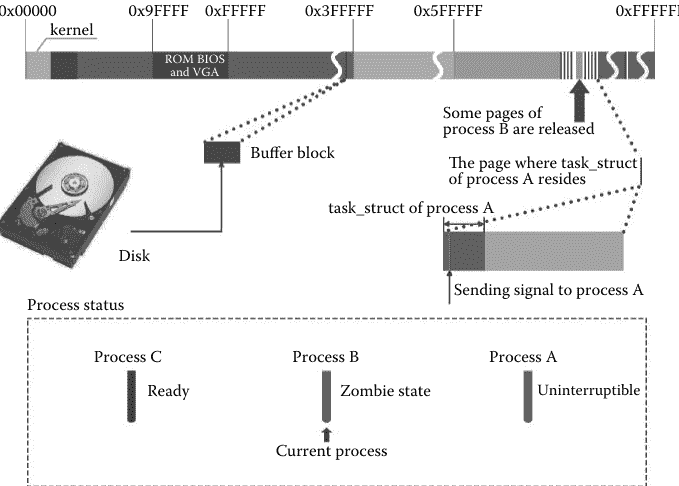 0x00000 0x9FFFF 0xFFFFF 0x3FFFFF 0x5FFFFF 0xFFFFFF
kernel
ROM BIOS
and VGA
Some pages of
process B are released
Buffer block
The page where task_struct
of process A resides
task_struct of process A
Disk
Sending signal to process A
Process status
Process C Process B Process A
Ready Zombie state Uninterruptible
Current process